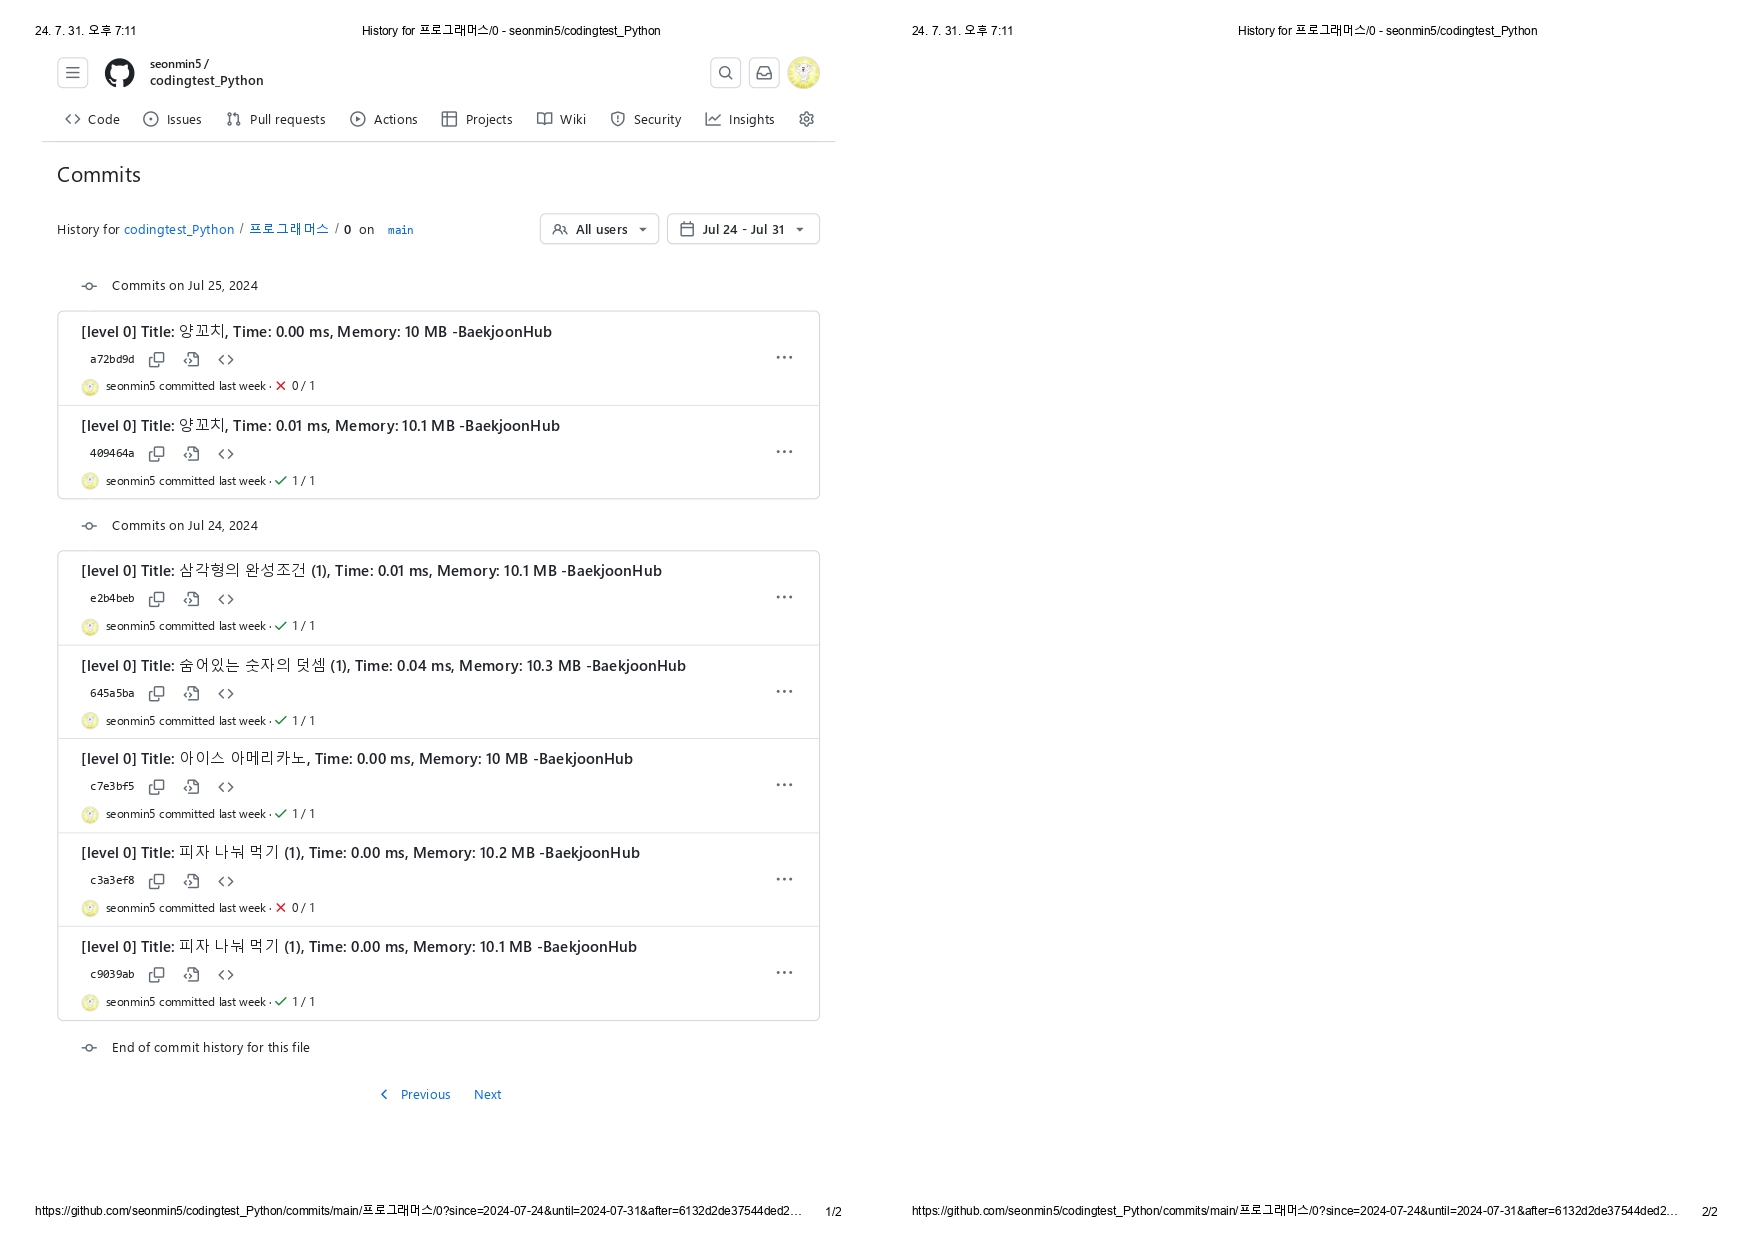 24. 7. 31. 오후 7:11
History for 프로그래머스/0 - seonmin5/codingtest_Python
seonmin5 /
codingtest_Python
Code Issues Pull requests Actions Projects Wiki Security Insights
Commits
History for codingtest_Python / 프로그래머스 / 0 on main
All users Jul 24 - Jul 31
Commits on Jul 25, 2024
[level 0] Title: 양꼬치, Time: 0.00 ms, Memory: 10 MB -BaekjoonHub
a72bd9d
seonmin5 committed last week · 0 / 1
[level 0] Title: 양꼬치, Time: 0.01 ms, Memory: 10.1 MB -BaekjoonHub
409464a
seonmin5 committed last week · 1 / 1
Commits on Jul 24, 2024
[level 0] Title: 삼각형의 완성조건 (1), Time: 0.01 ms, Memory: 10.1 MB -BaekjoonHub
e2b4beb
seonmin5 committed last week · 1 / 1
[level 0] Title: 숨어있는 숫자의 덧셈 (1), Time: 0.04 ms, Memory: 10.3 MB -BaekjoonHub
645a5ba
seonmin5 committed last week · 1 / 1
[level 0] Title: 아이스 아메리카노, Time: 0.00 ms, Memory: 10 MB -BaekjoonHub
c7e3bf5
seonmin5 committed last week · 1 / 1
[level 0] Title: 피자 나눠 먹기 (1), Time: 0.00 ms, Memory: 10.2 MB -BaekjoonHub
c3a3ef8
seonmin5 committed last week · 0 / 1
[level 0] Title: 피자 나눠 먹기 (1), Time: 0.00 ms, Memory: 10.1 MB -BaekjoonHub
c9039ab
seonmin5 committed last week · 1 / 1
End of commit history for this file
Previous Next
https://github.com/seonmin5/codingtest_Python/commits/main/프로그래머스/0?since=2024-07-24&until=2024-07-31&after=6132d2de37544ded2… 1/2
24. 7. 31. 오후 7:11
History for 프로그래머스/0 - seonmin5/codingtest_Python
https://github.com/seonmin5/codingtest_Python/commits/main/프로그래머스/0?since=2024-07-24&until=2024-07-31&after=6132d2de37544ded2… 2/2